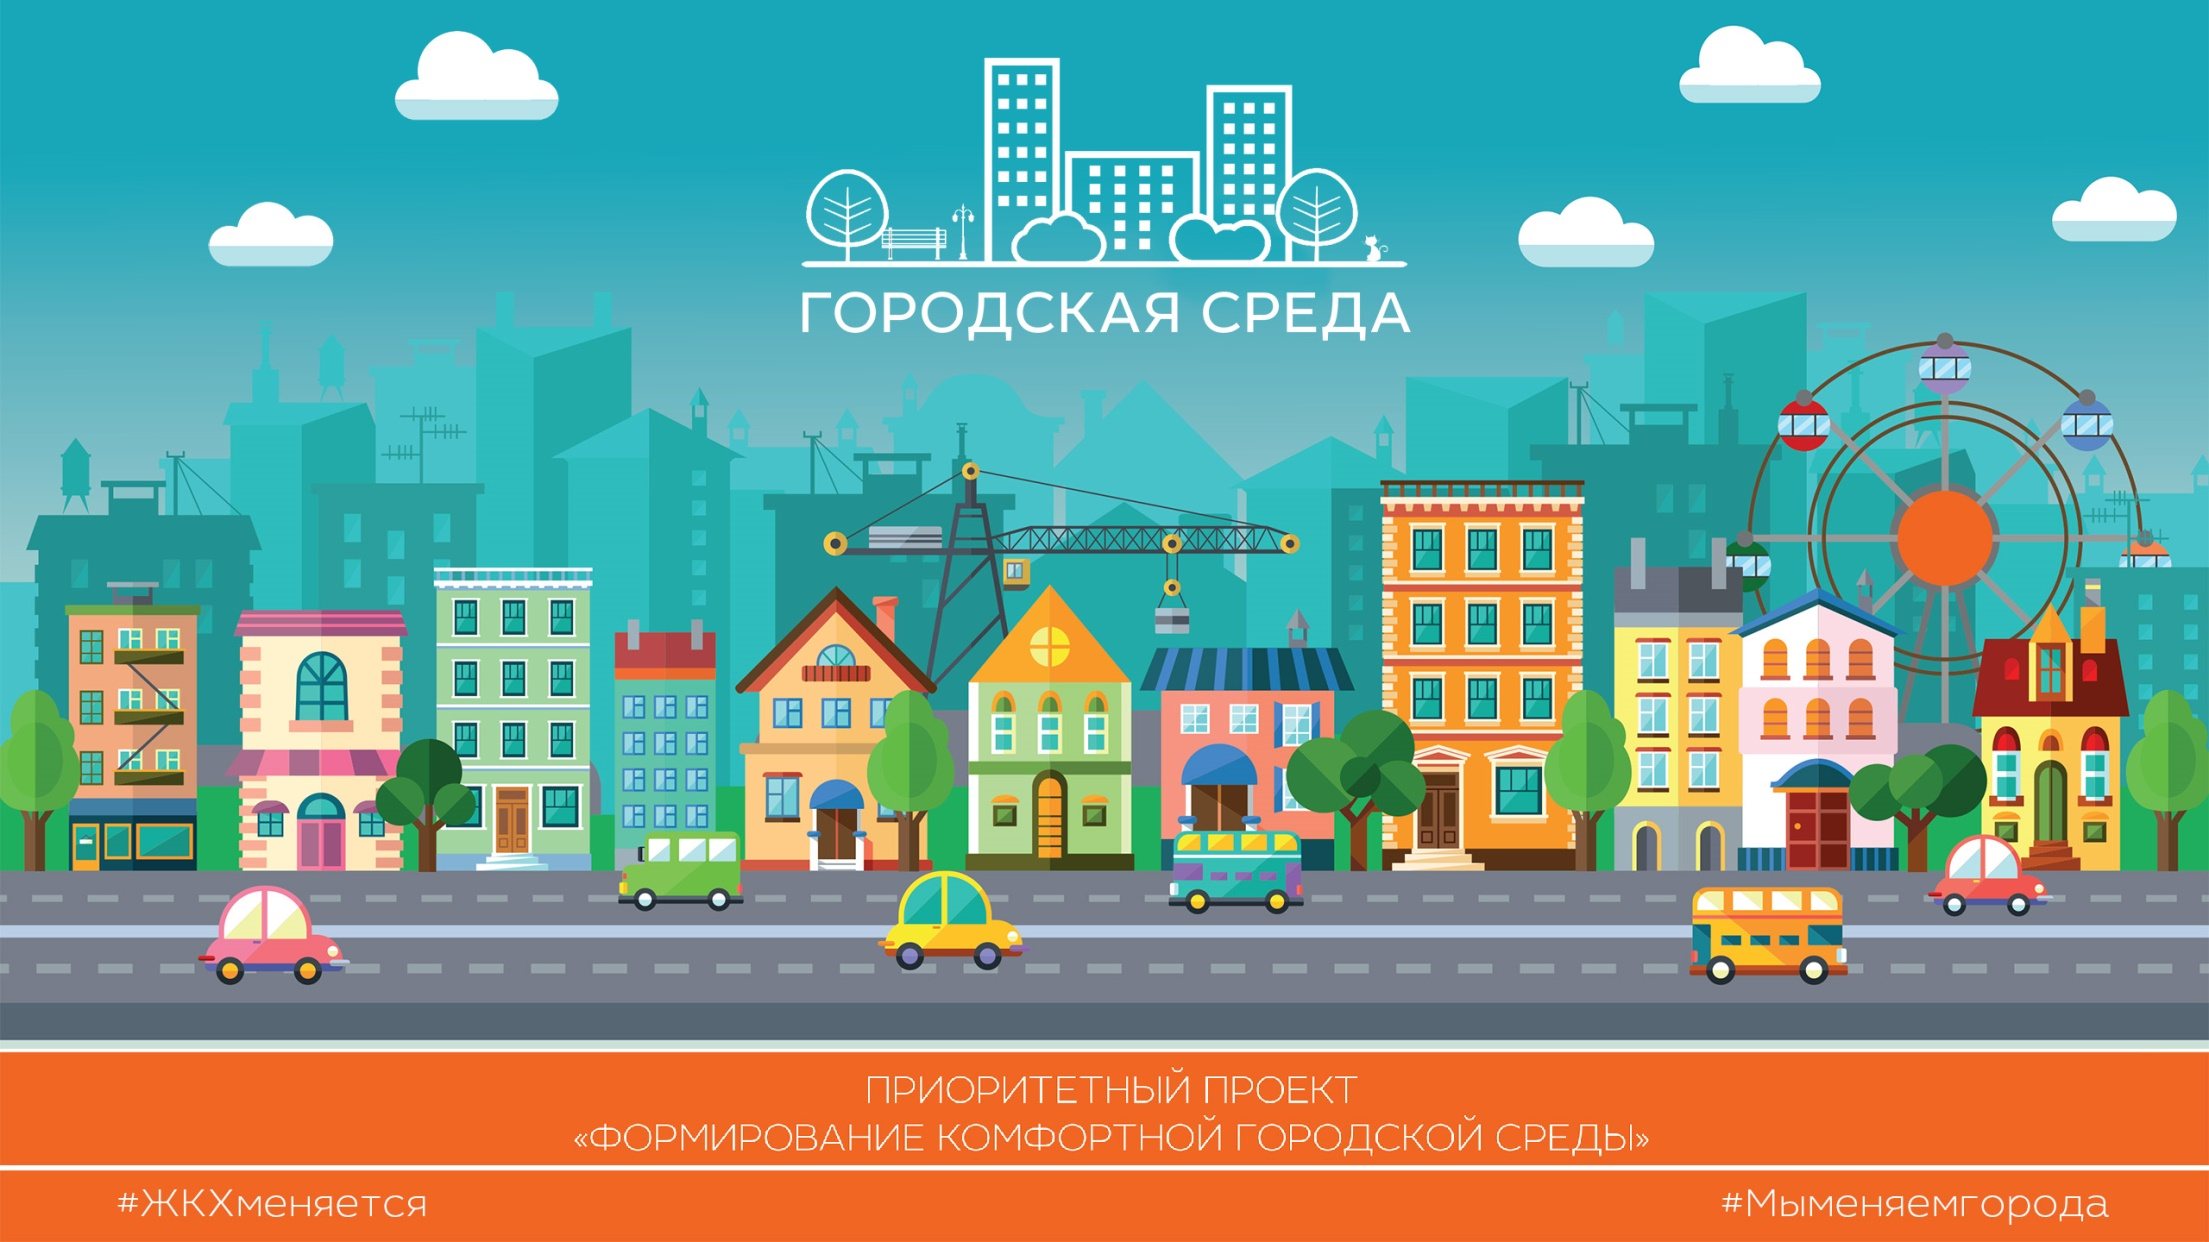 ГОРОДСКАЯ СРЕДА
ПРИОРИТЕТНЫЙ ПРОЕКТ
«ФОРМИРОВАНИЕ КОМФОРТНОЙ ГОРОДСКОЙ СРЕДЫ»
#ЖКХменяется
#Мыменяемгорода